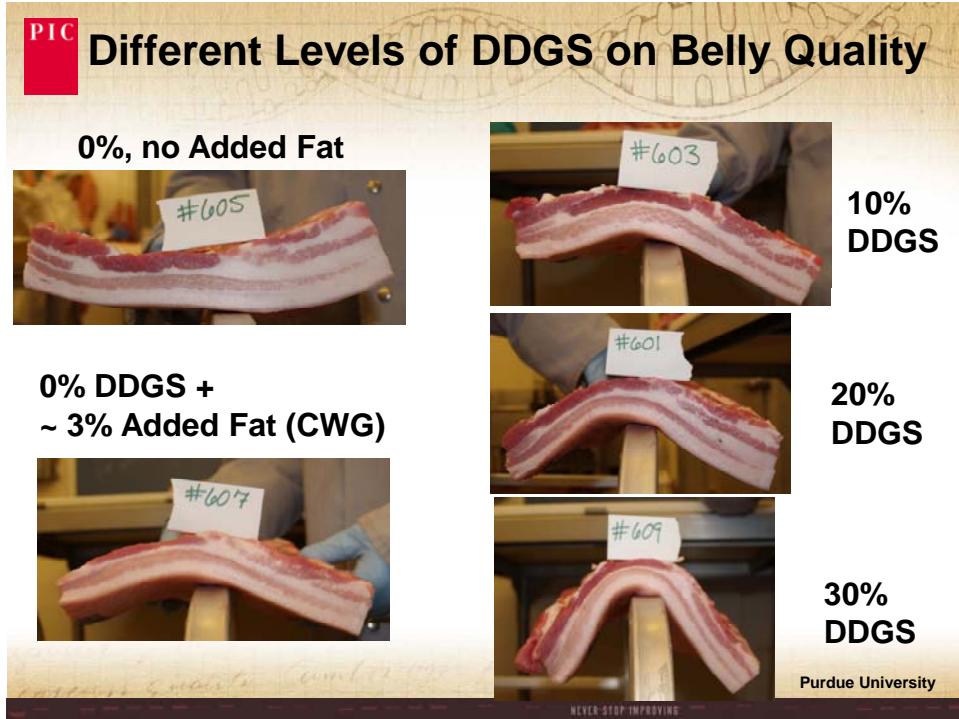 PIC
Different Levels of DDGS on Belly Quality
0%, no Added Fat
#605
0% DDGS +
~ 3% Added Fat (CWG)
#607
#603
10%
DDGS
#601
20%
DDGS
#609
30%
DDGS
Purdue University
NEVER STOP IMPROVING